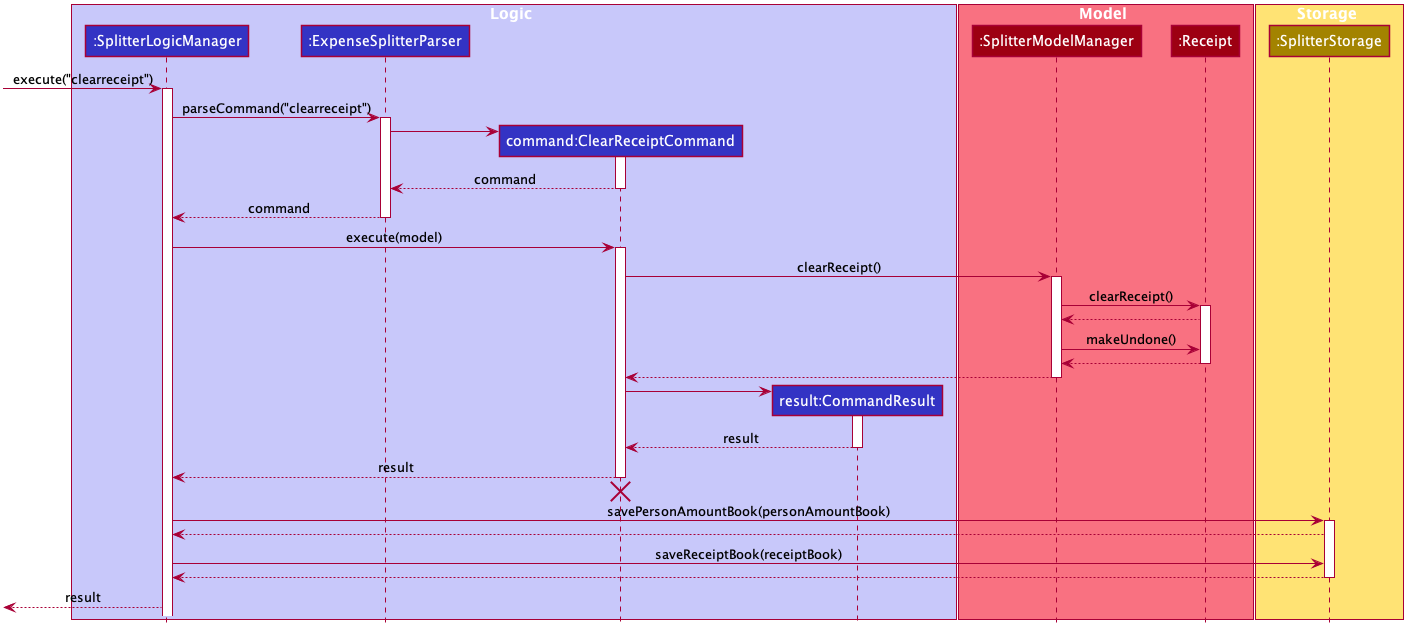 Logic
Model
Storage
:SplitterLogicManager
:ExpenseSplitterParser
:SplitterModelManager
:Receipt
:SplitterStorage
execute("clearreceipt")
parseCommand("clearreceipt")
command:ClearReceiptCommand
command
command
execute(model)
clearReceipt()
clearReceipt()
makeUndone()
result:CommandResult
result
result
savePersonAmountBook(personAmountBook)
saveReceiptBook(receiptBook)
result